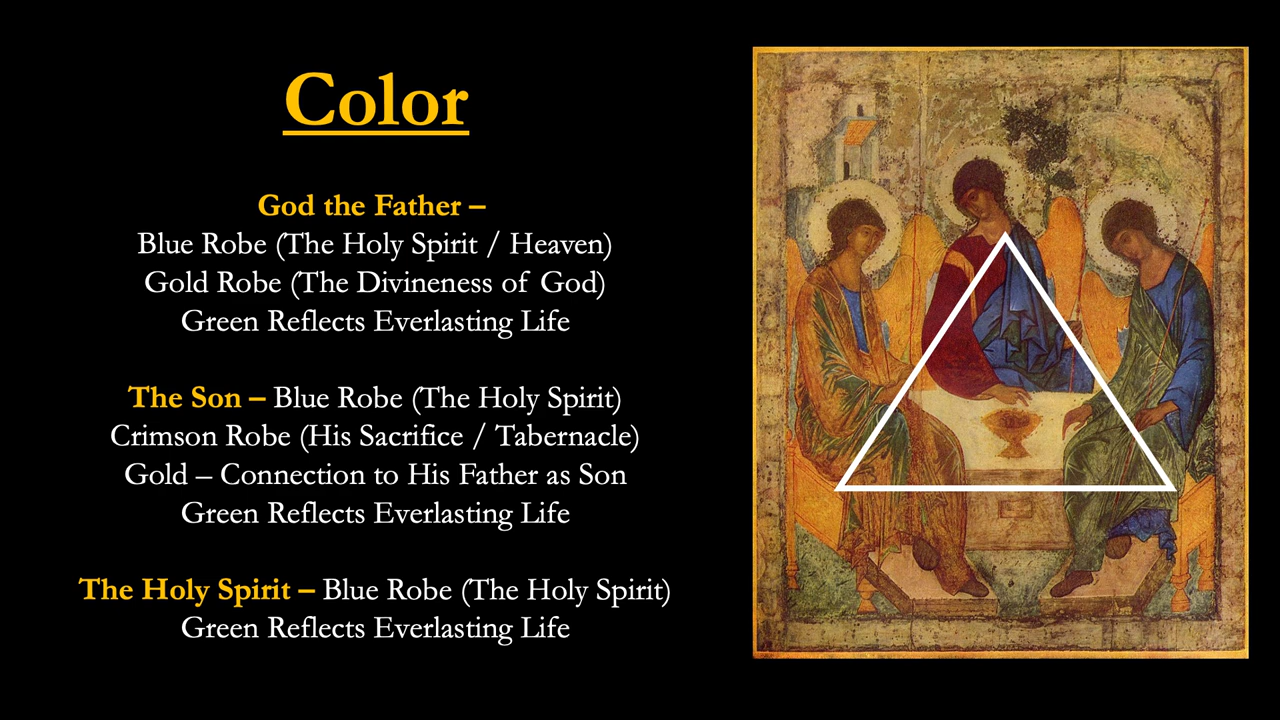 Color
God the Father –
Blue Robe (The Holy Spirit / Heaven)
Gold Robe (The Divineness of God)
Green Reflects Everlasting Life
The Son – Blue Robe (The Holy Spirit)
Crimson Robe (His Sacrifice / Tabernacle)
Gold – Connection to His Father as Son
Green Reflects Everlasting Life
The Holy Spirit – Blue Robe (The Holy Spirit)
Green Reflects Everlasting Life